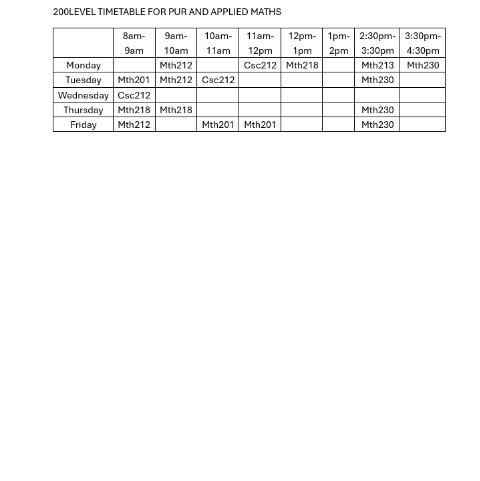 200LEVEL TIMETABLE FOR PUR AND APPLIED MATHS
8am-9am 9am-10am 10am-11am 11am-12pm 12pm-1pm 1pm-2pm 2:30pm-3:30pm 3:30pm-4:30pm
Monday Mth212 Csc212 Mth218 Mth213 Mth230
Tuesday Mth201 Mth212 Csc212 Mth230
Wednesday Csc212
Thursday Mth218 Mth218 Mth230
Friday Mth212 Mth201 Mth201 Mth230